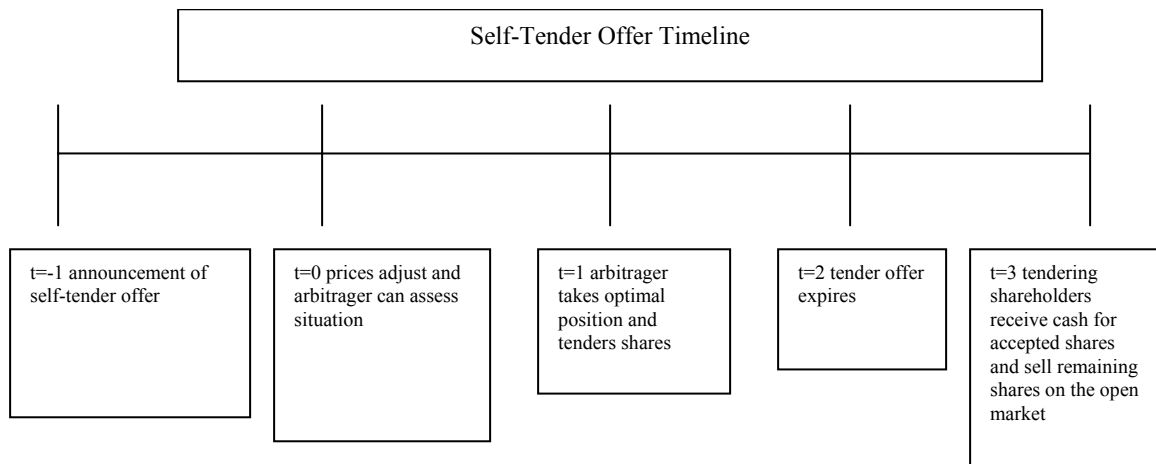 Self-Tender Offer Timeline
t=-1 announcement of
self-tender offer
t=0 prices adjust and
arbitrager can assess
situation
t=1 arbitrager
takes optimal
position and
tenders shares
t=2 tender offer
expires
t=3 tendering
shareholders
receive cash for
accepted shares
and sell remaining
shares on the open
market